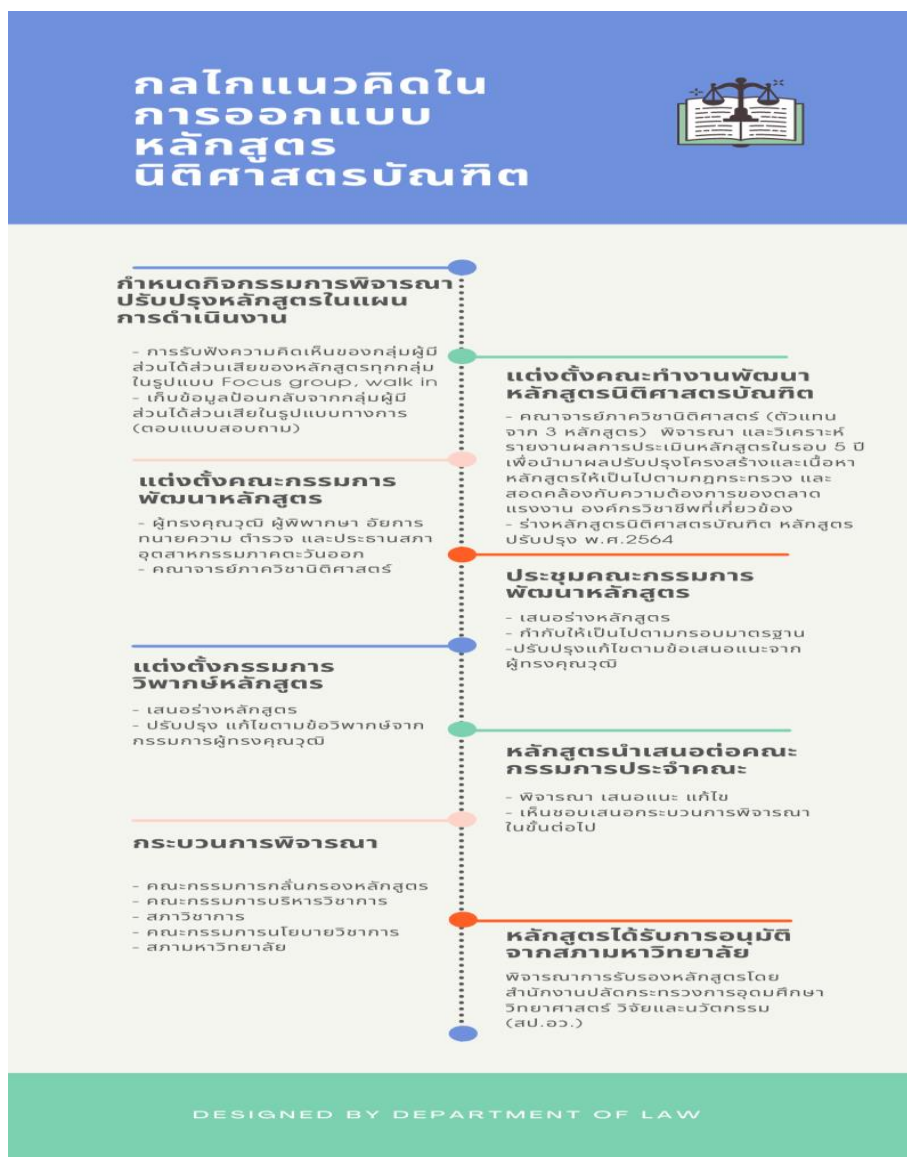 กลไกแนวคิดใน
การออกแบบ
หลักสูตร
นิติศาสตรบัณฑิต
กำหนดกิจกรรมการพิจารณา
ปรับปรุงหลักสูตรในแผน
การดำเนินงาน
- การรับฟังความคิดเห็นของกลุ่มผู้มี
ส่วนได้ส่วนเสียของหลักสูตรทุกกลุ่ม
ในรูปแบบ Focus group, walk in
- เก็บข้อมูลป้อนกลับจากกลุ่มผู้มี
ส่วนได้ส่วนเสียในรูปแบบทางการ
(ตอบแบบสอบถาม)
แต่งตั้งคณะทำงานพัฒนา
หลักสูตรนิติศาสตรบัณฑิต
- คณาจารย์ภาควิชานิติศาสตร์ (ตัวแทน
จาก 3 หลักสูตร) พิจารณา และวิเคราะห์
รายงานผลการประเมินหลักสูตรในรอบ 5 ปี
เพื่อนำมาผลปรับปรุงโครงสร้างและเนื้อหา
หลักสูตรให้เป็นไปตามกฎกระทรวง และ
สอดคล้องกับความต้องการของตลาด
แรงงาน องค์กรวิชาชีพที่เกี่ยวข้อง
- ร่างหลักสูตรนิติศาสตรบัณฑิต หลักสูตร
ปรับปรุง พ.ศ.2564
แต่งตั้งคณะกรรมการ
พัฒนาหลักสูตร
- ผู้ทรงคุณวุฒิ ผู้พิพากษา อัยการ
ทนายความ ตำรวจ และประธานสภา
อุตสาหกรรมภาคตะวันออก
- คณาจารย์ภาควิชานิติศาสตร์
ประชุมคณะกรรมการ
พัฒนาหลักสูตร
- เสนอร่างหลักสูตร
- กำกับให้เป็นไปตามกรอบมาตรฐาน
-ปรับปรุงแก้ไขตามข้อเสนอแนะจาก
ผู้ทรงคุณวุฒิ
แต่งตั้งกรรมการ
วิพากษ์หลักสูตร
- เสนอร่างหลักสูตร
- ปรับปรุง แก้ไขตามข้อวิพากษ์จาก
กรรมการผู้ทรงคุณวุฒิ
หลักสูตรนำเสนอต่อคณะ
กรรมการประจำคณะ
- พิจารณา เสนอแนะ แก้ไข
- เห็นชอบเสนอกระบวนการพิจารณา
ในขั้นต่อไป
กระบวนการพิจารณา
- คณะกรรมการกลั่นกรองหลักสูตร
- คณะกรรมการบริหารวิชาการ
- สภาวิชาการ
- คณะกรรมการนโยบายวิชาการ
- สภามหาวิทยาลัย
หลักสูตรได้รับการอนุมัติ
จากสภามหาวิทยาลัย
พิจารณาการรับรองหลักสูตรโดย
สำนักงานปลัดกระทรวงการอุดมศึกษา
วิทยาศาสตร์ วิจัยและนวัตกรรม
(สป.อว.)
DESIGNED BY DEPARTMENT OF LAW